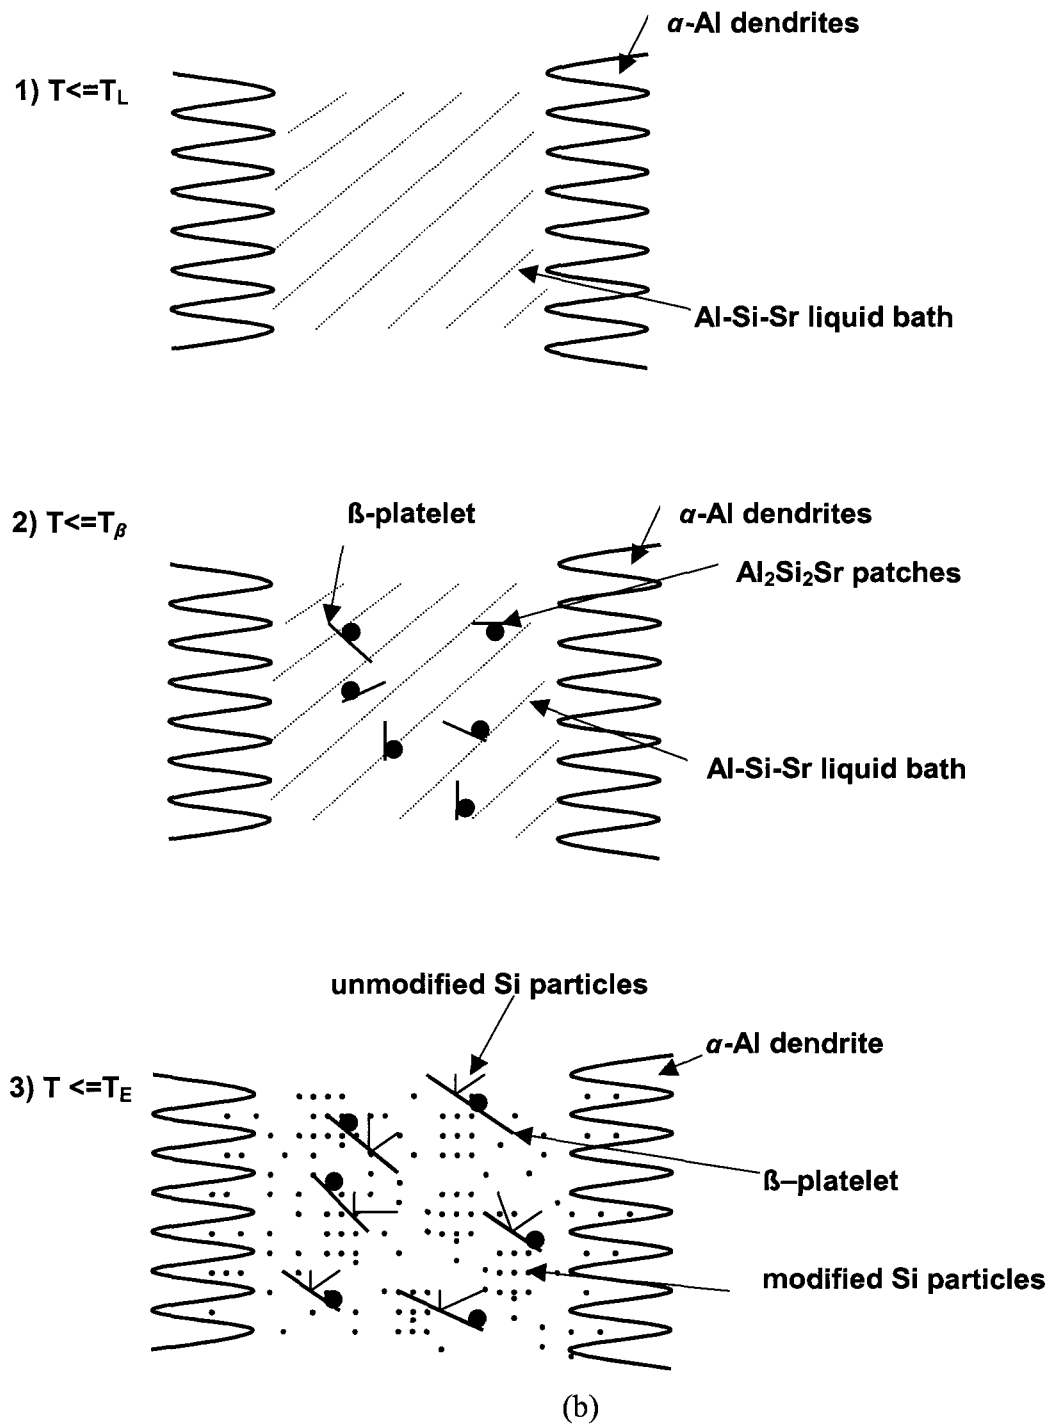 α-Al dendrites
1) T<=TL
Al-Si-Sr liquid bath
2) T<=Tβ
ß-platelet
α-Al dendrites
Al2Si2Sr patches
Al-Si-Sr liquid bath
unmodified Si particles
α-Al dendrite
3) T <=TE
ß–platelet
modified Si particles
(b)